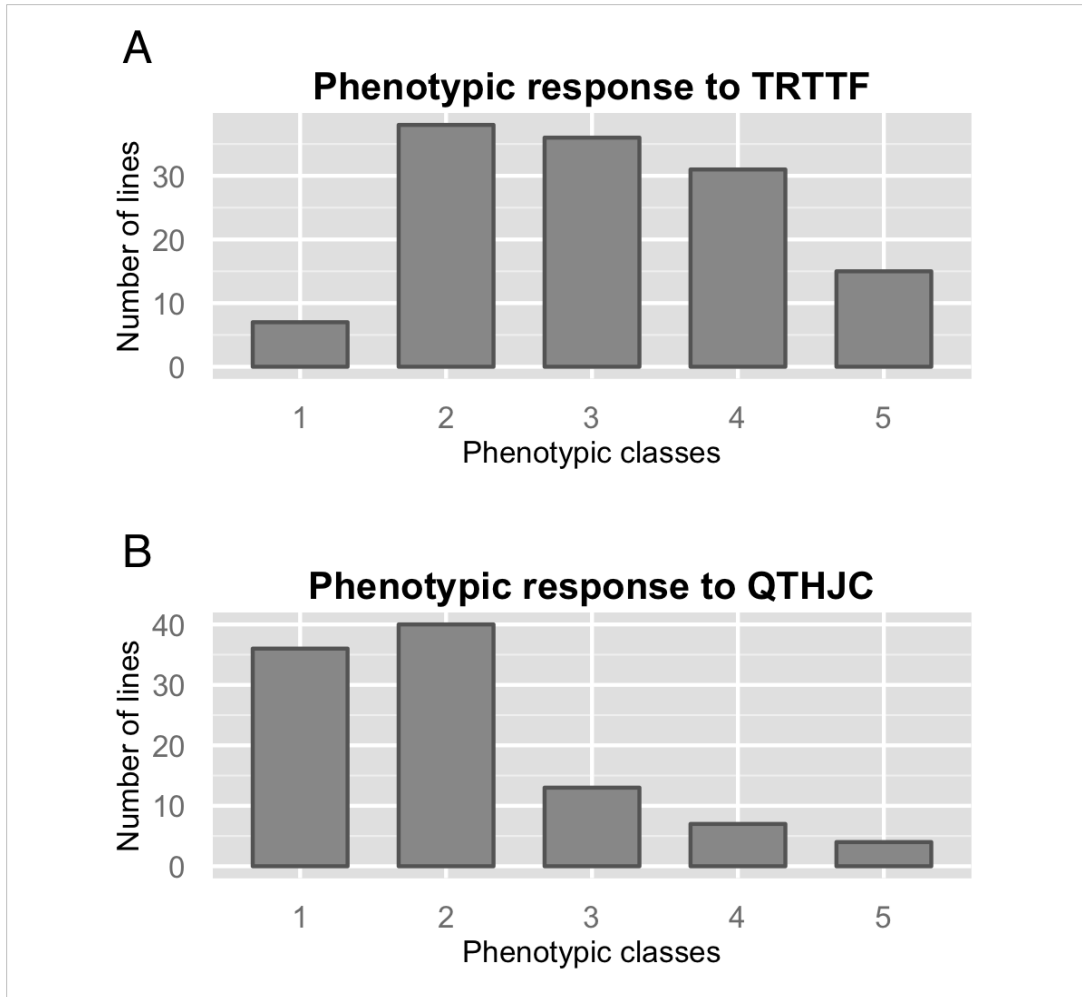 A
Phenotypic response to TRTTF
Number of lines
30
20
10
0
1 2 3 4 5
Phenotypic classes
B
Phenotypic response to QTHJC
Number of lines
40
30
20
10
0
1 2 3 4 5
Phenotypic classes